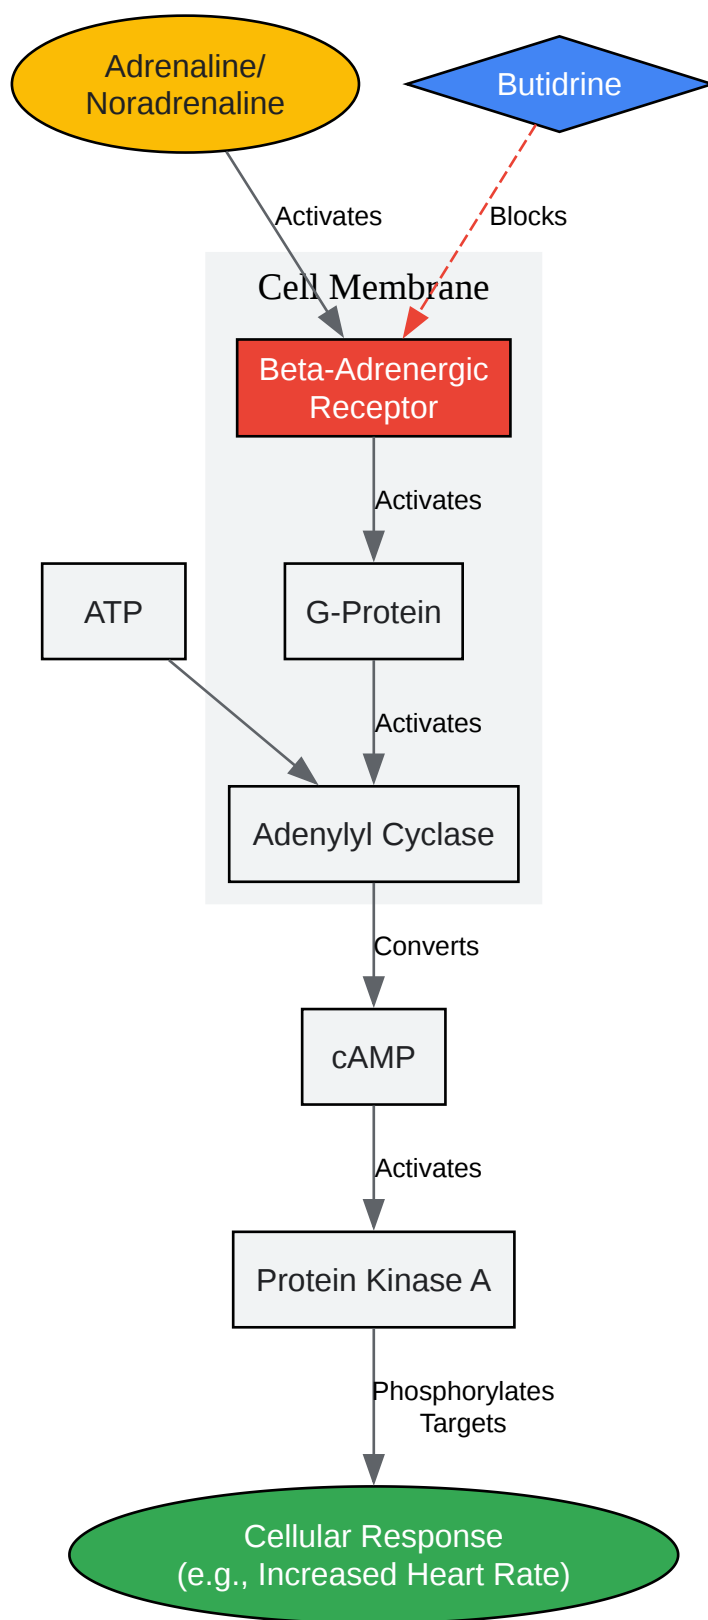 Adrenaline/
Noradrenaline
Butidrine
Activates
Blocks
Cell Membrane
Beta-Adrenergic
Receptor
Activates
ATP
G-Protein
Activates
Adenylyl Cyclase
Converts
cAMP
Activates
Protein Kinase A
Phosphorylates
Targets
Cellular Response
(e.g., Increased Heart Rate)